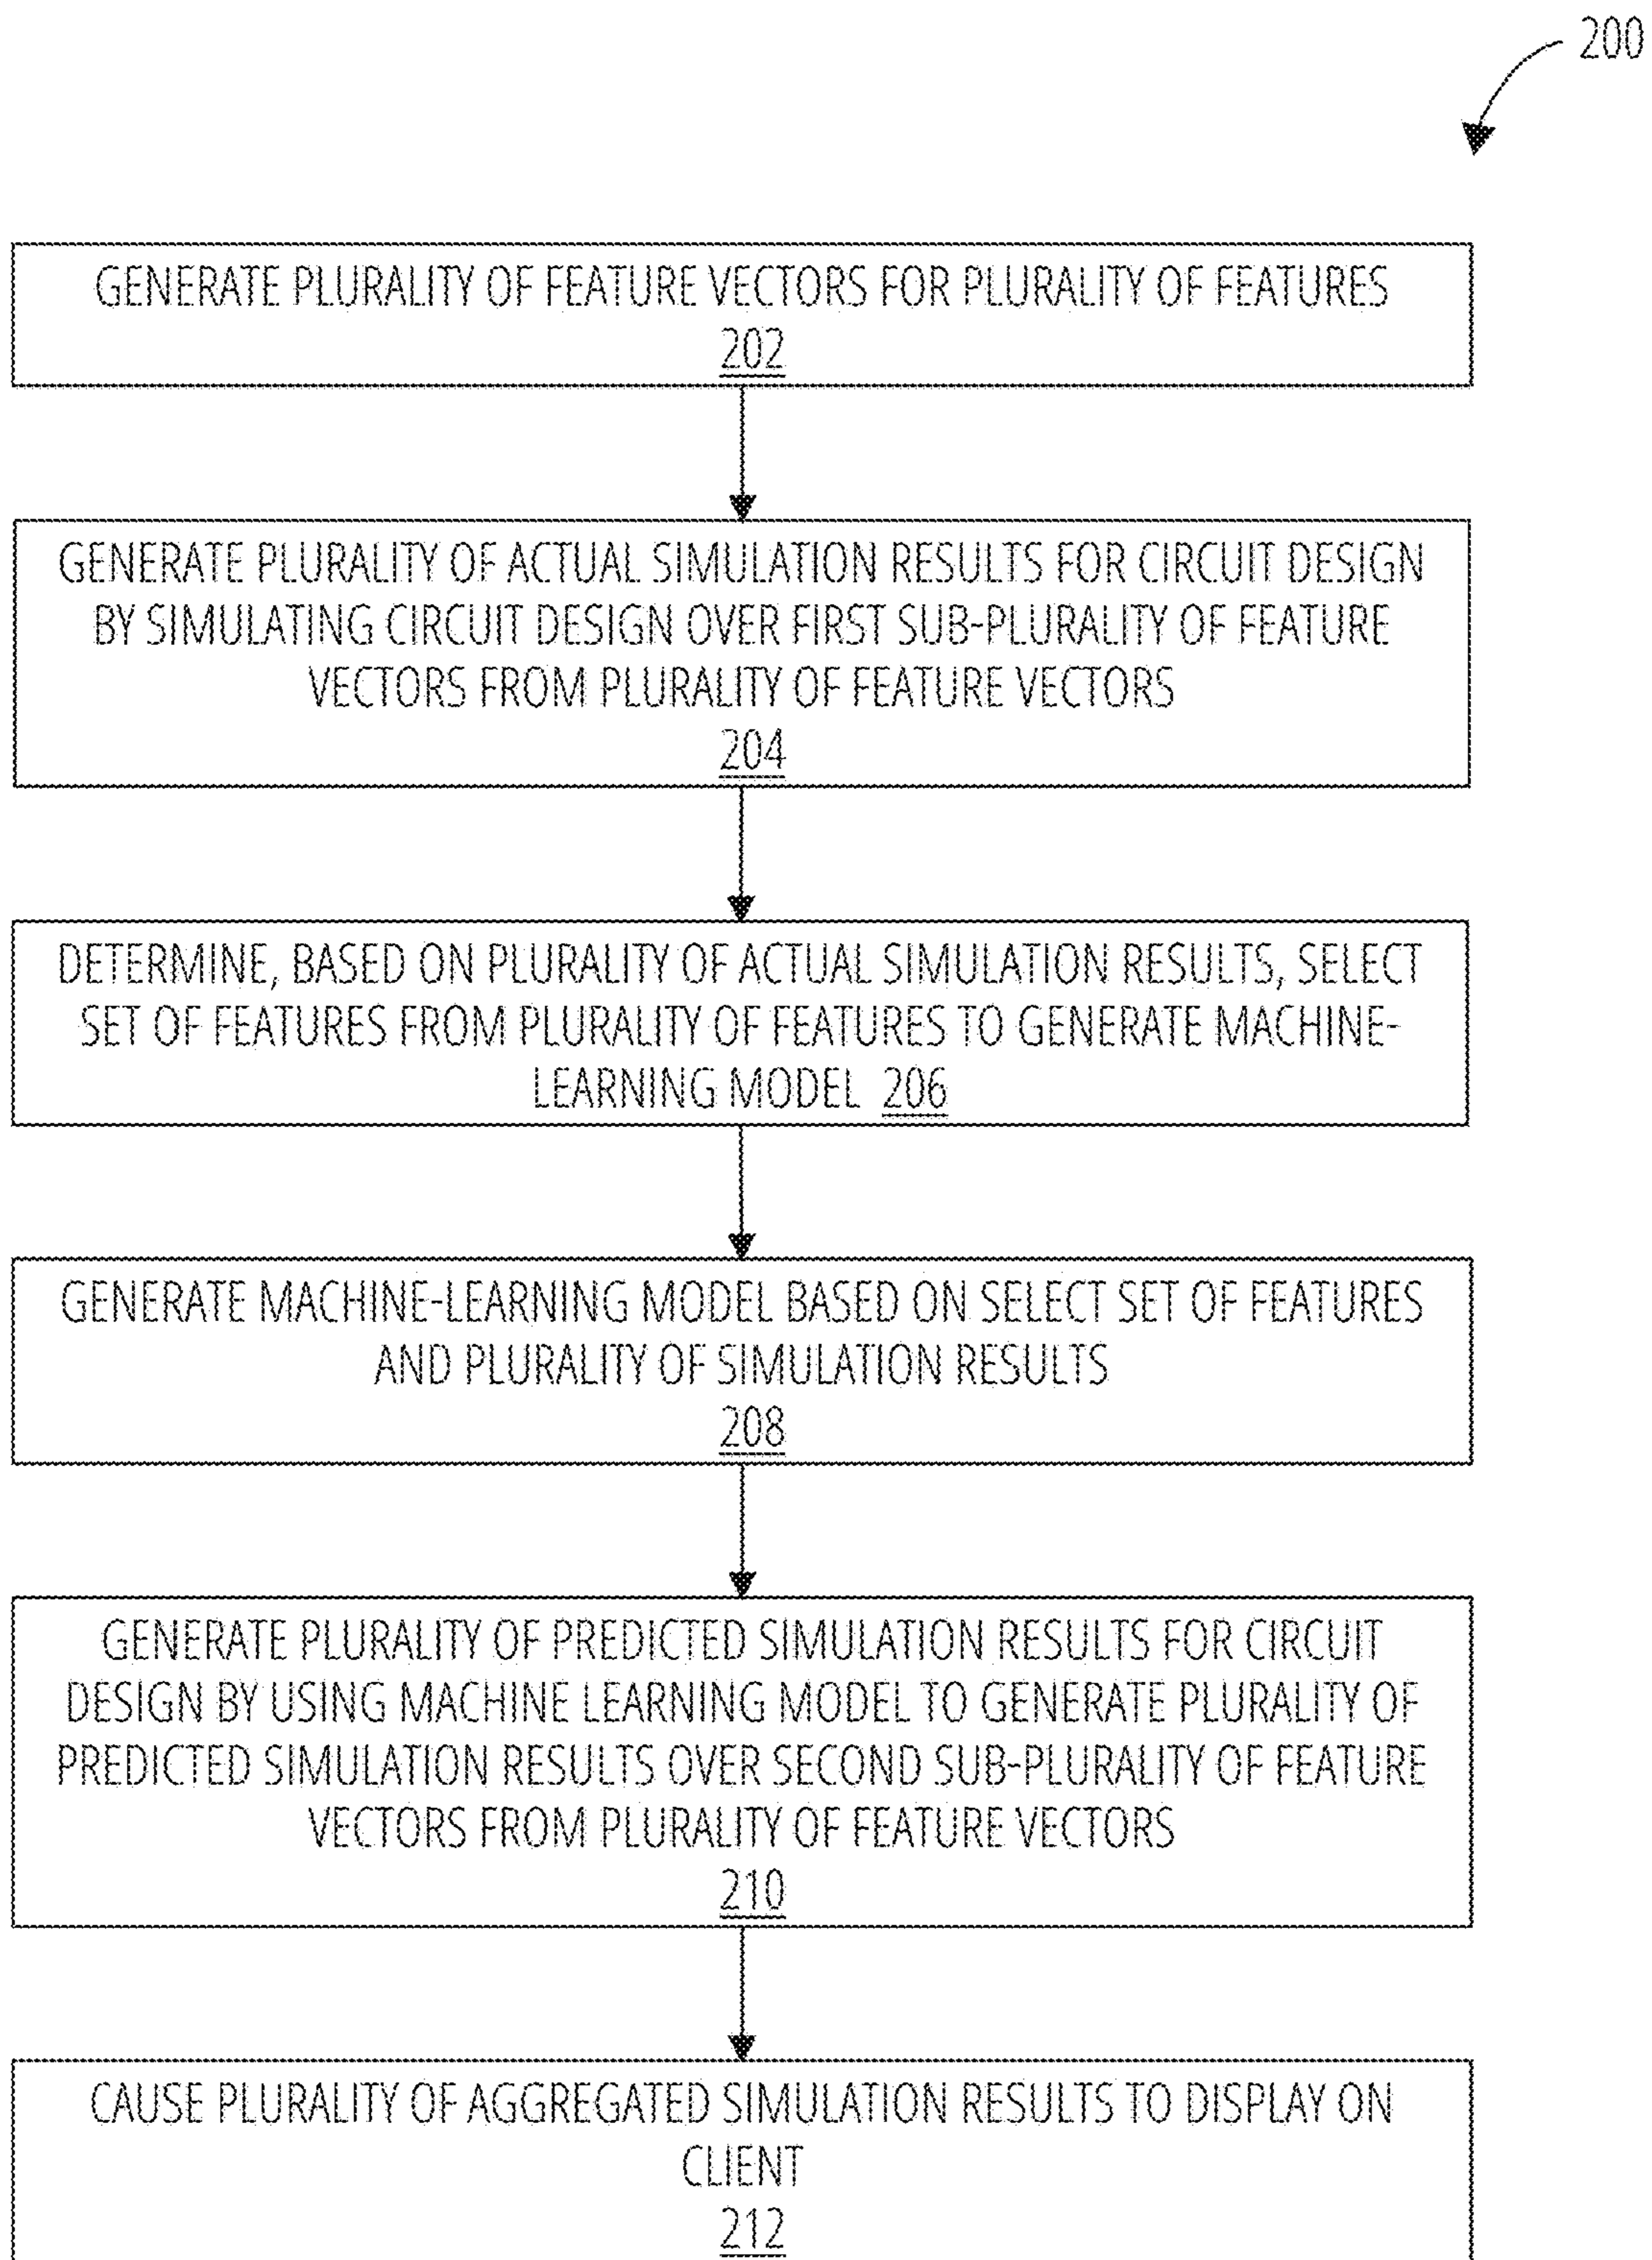 200
GENERATE PLURALITY OF FEATURE VECTORS FOR PLURALITY OF FEATURES
202
GENERATE PLURALITY OF ACTUAL SIMULATION RESULTS FOR CIRCUIT DESIGN
BY SIMULATING CIRCUIT DESIGN OVER FIRST SUB-PLURALITY OF FEATURE
VECTORS FROM PLURALITY OF FEATURE VECTORS
204
DETERMINE, BASED ON PLURALITY OF ACTUAL SIMULATION RESULTS, SELECT
SET OF FEATURES FROM PLURALITY OF FEATURES TO GENERATE MACHINE-
LEARNING MODEL 206
GENERATE MACHINE-LEARNING MODEL BASED ON SELECT SET OF FEATURES
AND PLURALITY OF SIMULATION RESULTS
208
GENERATE PLURALITY OF PREDICTED SIMULATION RESULTS FOR CIRCUIT
DESIGN BY USING MACHINE LEARNING MODEL TO GENERATE PLURALITY OF
PREDICTED SIMULATION RESULTS OVER SECOND SUB-PLURALITY OF FEATURE
VECTORS FROM PLURALITY OF FEATURE VECTORS
210
CAUSE PLURALITY OF AGGREGATED SIMULATION RESULTS TO DISPLAY ON
CLIENT
212